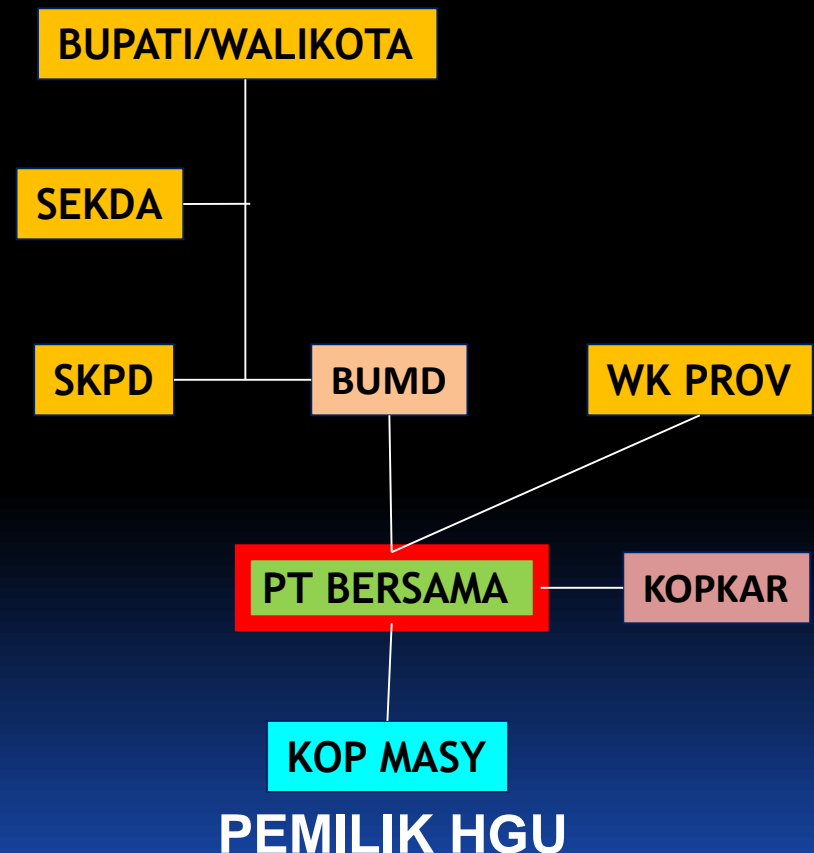 BUPATI/WALIKOTA
SEKDA
SKPD
BUMD
WK PROV
PT BERSAMA
KOPKAR
KOP MASY
PEMILIK HGU